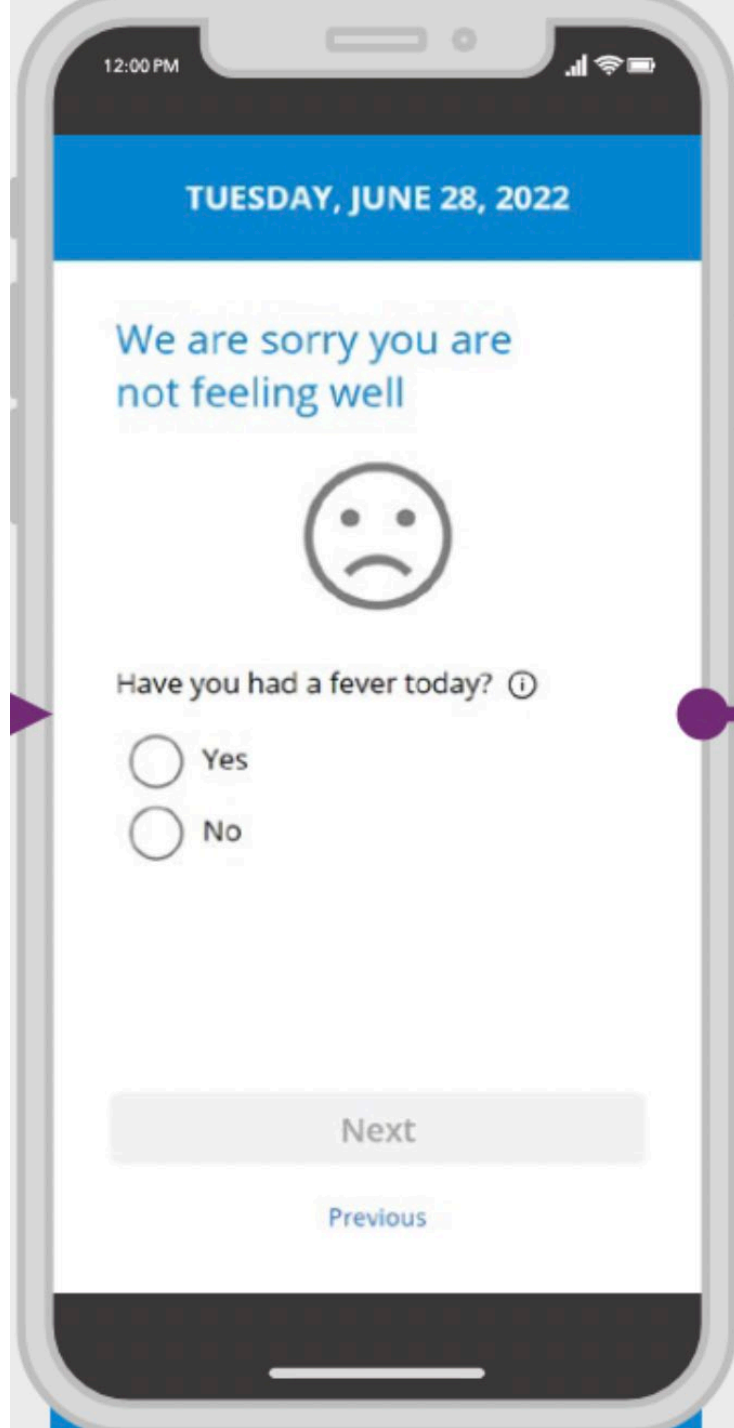 12:00 PM
TUESDAY, JUNE 28, 2022
We are sorry you are
not feeling well
Have you had a fever today?
Yes
No
Next
Previous